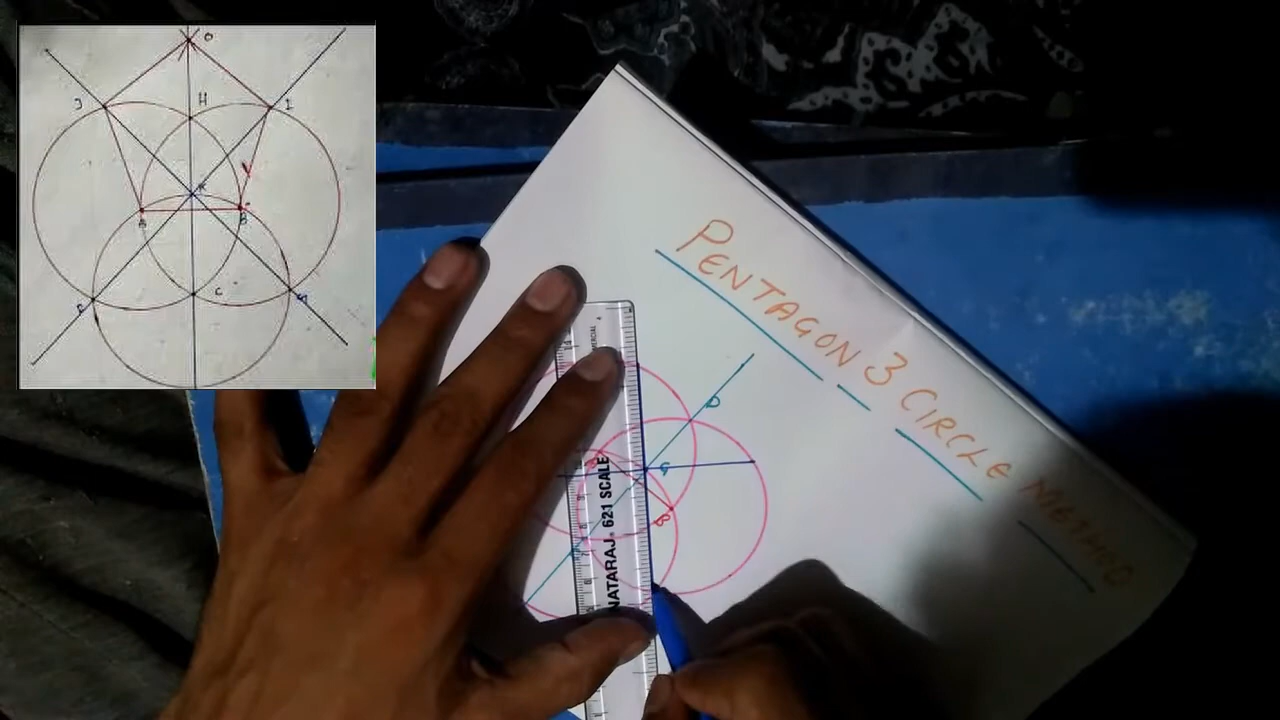 O
J
H
I
K
A
B
C
PENTAGON 3 CIRCLE METHOD
D
G
B
NATARAJ 621 SCALE